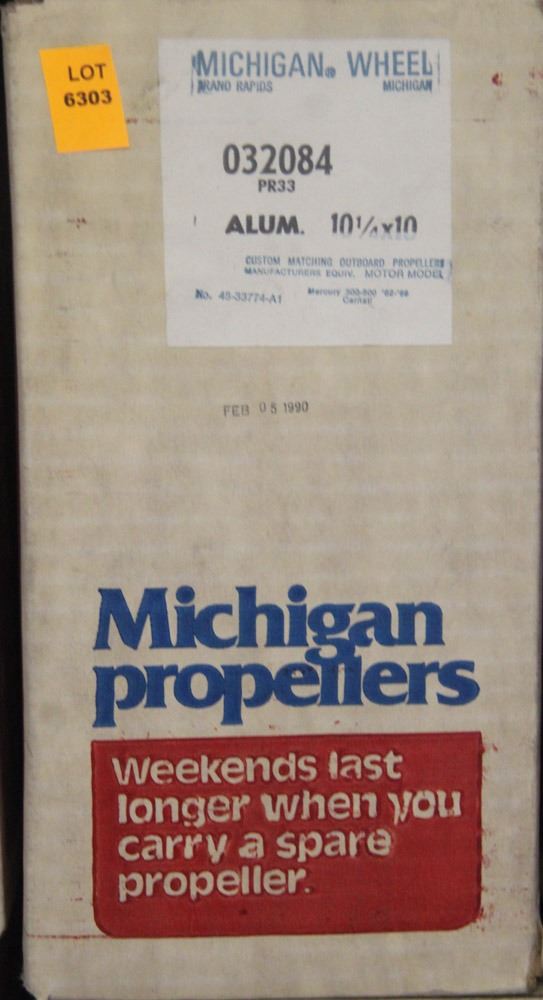 LOT
6303
MICHIGAN® WHEEL
GRAND RAPIDS MICHIGAN
032084
PR33
ALUM. 10¼x10
CUSTOM MATCHING OUTBOARD PROPELLERS
MANUFACTURERS EQUIV. MOTOR MODEL
No. 48-33774-A1 Mercury
FEB 05 1990
Michigan
propellers
Weekends last
longer when you
carry a spare
propeller.